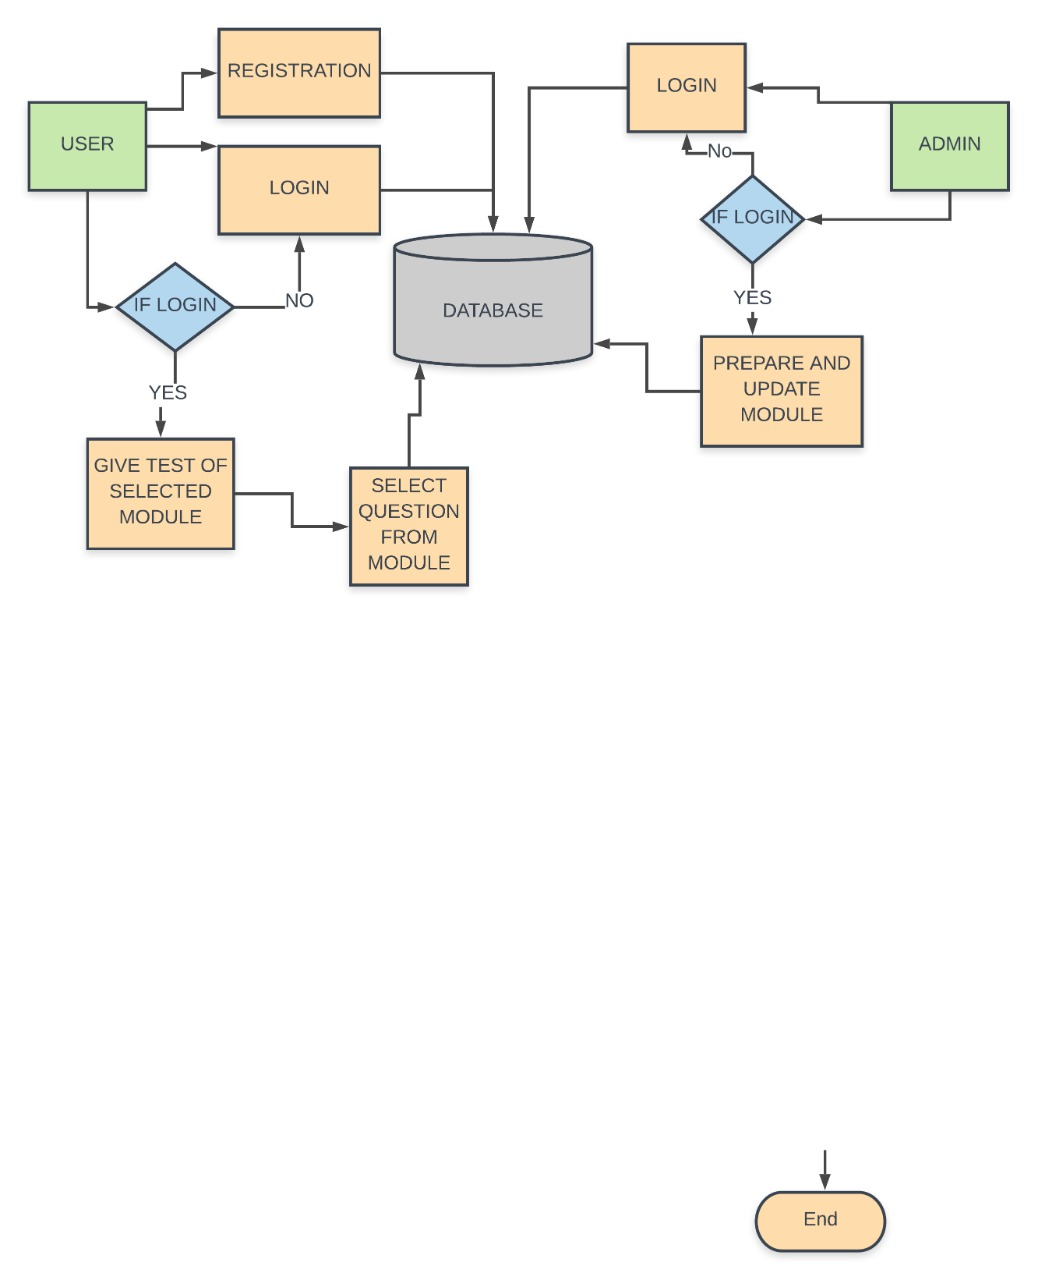 REGISTRATION
LOGIN
USER
ADMIN
No
LOGIN
IF LOGIN
NO
IF LOGIN
YES
DATABASE
YES
PREPARE AND
UPDATE
MODULE
GIVE TEST OF
SELECTED
MODULE
SELECT
QUESTION
FROM
MODULE
End